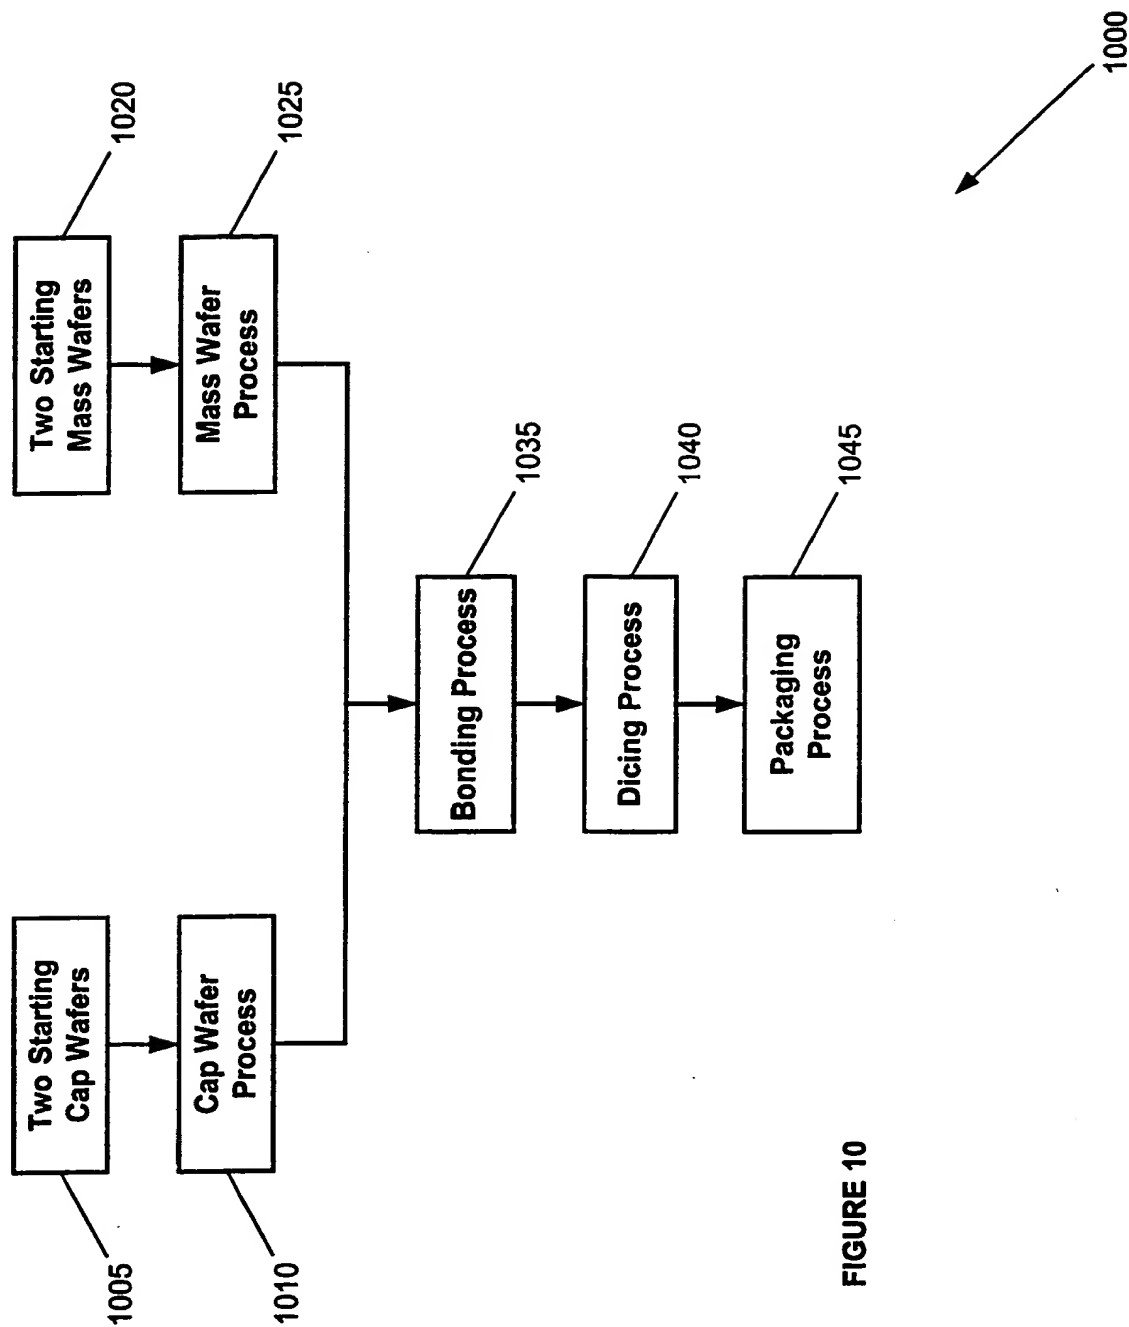 1005
Two Starting
Cap Wafers
Two Starting
Mass Wafers
1020
1010
Cap Wafer
Process
Mass Wafer
Process
1025
Bonding Process
1035
Dicing Process
1040
Packaging
Process
1045
FIGURE 10
1000